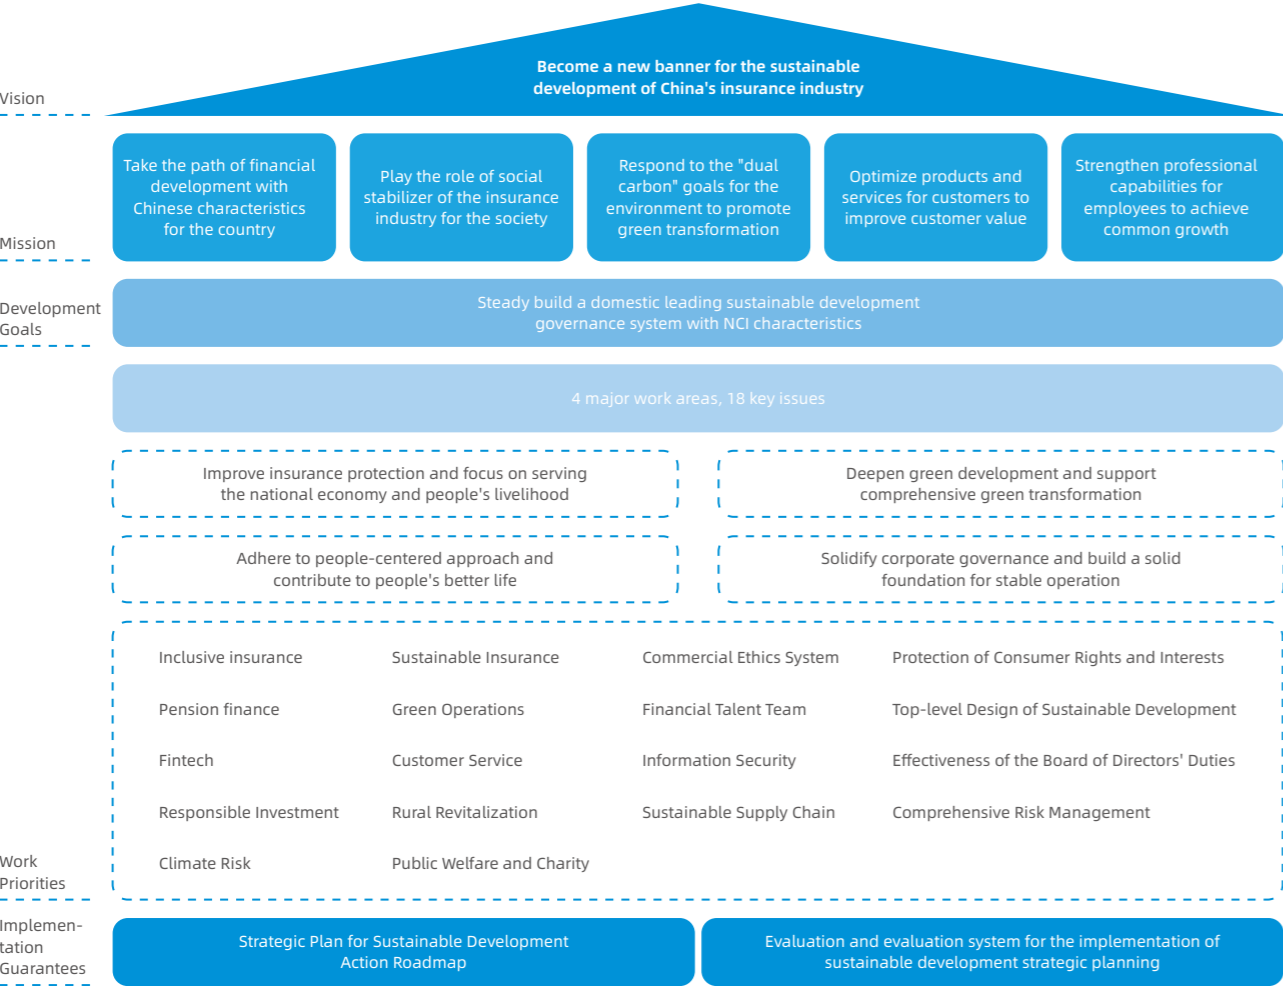 Become a new banner for the sustainable
development of China's insurance industry
Vision
Take the path of financial
development with
Chinese characteristics
for the country
Play the role of social
stabilizer of the insurance
industry for the society
Respond to the "dual
carbon" goals for the
environment to promote
green transformation
Optimize products and
services for customers to
improve customer value
Strengthen professional
capabilities for
employees to achieve
common growth
Mission
Development
Goals
Steady build a domestic leading sustainable development
governance system with NCI characteristics
4 major work areas, 18 key issues
Improve insurance protection and focus on serving
the national economy and people's livelihood
Deepen green development and support
comprehensive green transformation
Adhere to people-centered approach and
contribute to people's better life
Solidify corporate governance and build a solid
foundation for stable operation
Inclusive insurance
Sustainable Insurance
Commercial Ethics System
Protection of Consumer Rights and Interests
Pension finance
Green Operations
Financial Talent Team
Top-level Design of Sustainable Development
Fintech
Customer Service
Information Security
Effectiveness of the Board of Directors' Duties
Responsible Investment
Rural Revitalization
Sustainable Supply Chain
Comprehensive Risk Management
Climate Risk
Public Welfare and Charity
Work
Priorities
Implemen-
tation
Guarantees
Strategic Plan for Sustainable Development
Action Roadmap
Evaluation and evaluation system for the implementation of
sustainable development strategic planning